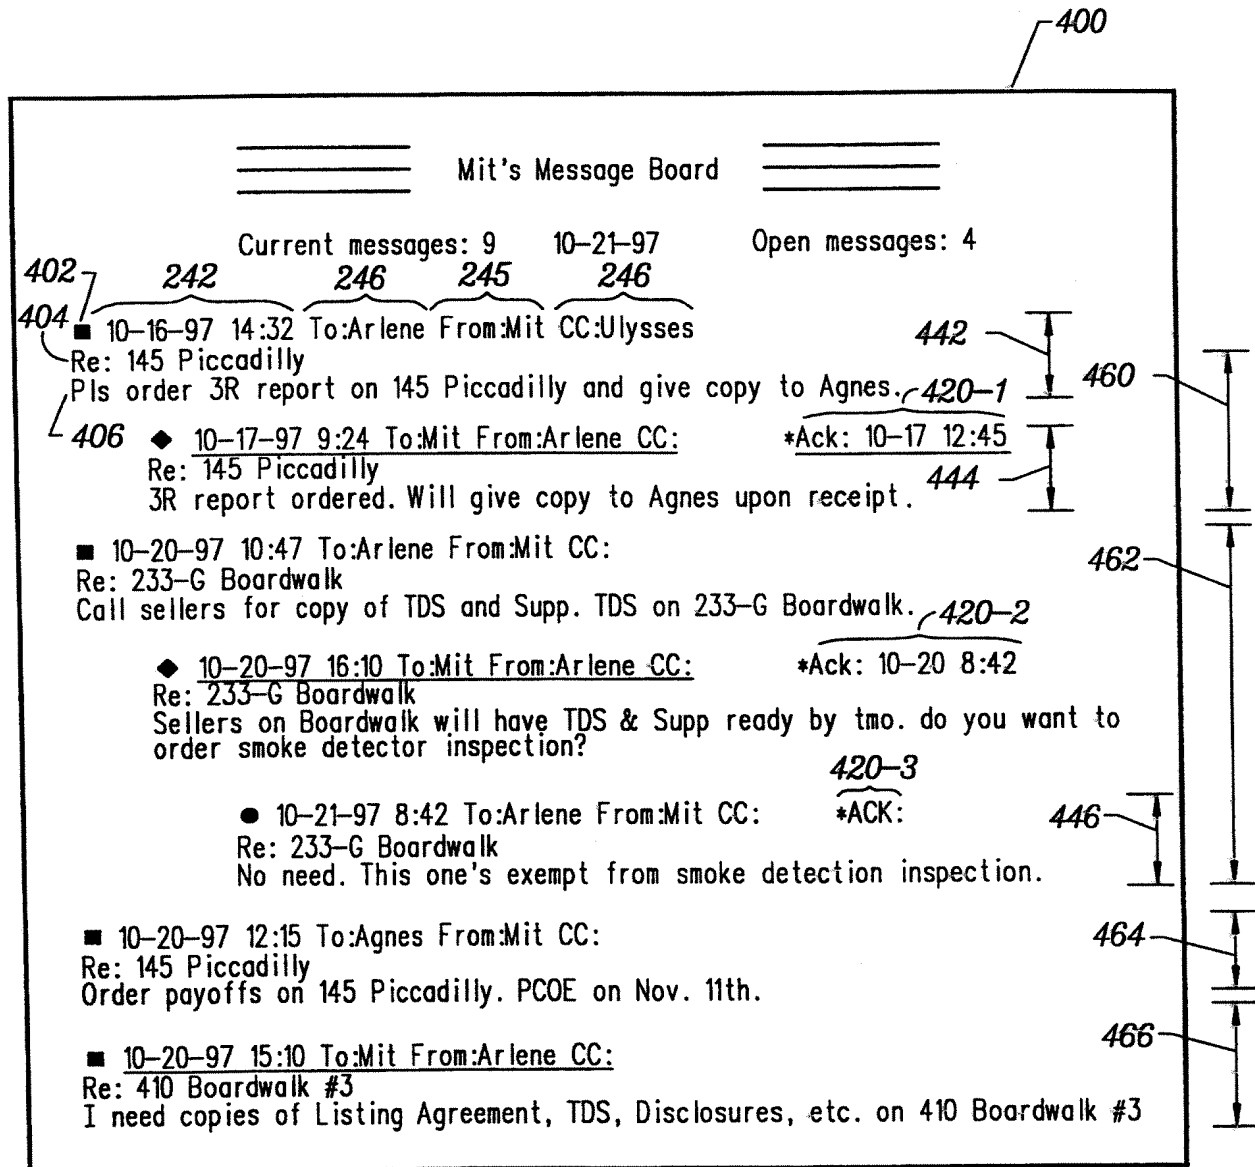 400
Mit's Message Board
Current messages: 9 10-21-97 Open messages: 4
402 242 246 245 246
404 ■ 10-16-97 14:32 To:Arlene From:Mit CC:Ulysses 442
Re: 145 Piccadilly 460
Pls order 3R report on 145 Piccadilly and give copy to Agnes. 420-1
406 ◆ 10-17-97 9:24 To:Mit From:Arlene CC: *Ack: 10-17 12:45
Re: 145 Piccadilly 444
3R report ordered. Will give copy to Agnes upon receipt.
■ 10-20-97 10:47 To:Arlene From:Mit CC: 462
Re: 233-G Boardwalk
Call sellers for copy of TDS and Supp. TDS on 233-G Boardwalk. 420-2
◆ 10-20-97 16:10 To:Mit From:Arlene CC: *Ack: 10-20 8:42
Re: 233-G Boardwalk
Sellers on Boardwalk will have TDS & Supp ready by tmo. do you want to
order smoke detector inspection?
420-3
● 10-21-97 8:42 To:Arlene From:Mit CC: *ACK: 446
Re: 233-G Boardwalk
No need. This one's exempt from smoke detection inspection.
■ 10-20-97 12:15 To:Agnes From:Mit CC: 464
Re: 145 Piccadilly
Order payoffs on 145 Piccadilly. PCOE on Nov. 11th.
■ 10-20-97 15:10 To:Mit From:Arlene CC: 466
Re: 410 Boardwalk #3
I need copies of Listing Agreement, TDS, Disclosures, etc. on 410 Boardwalk #3